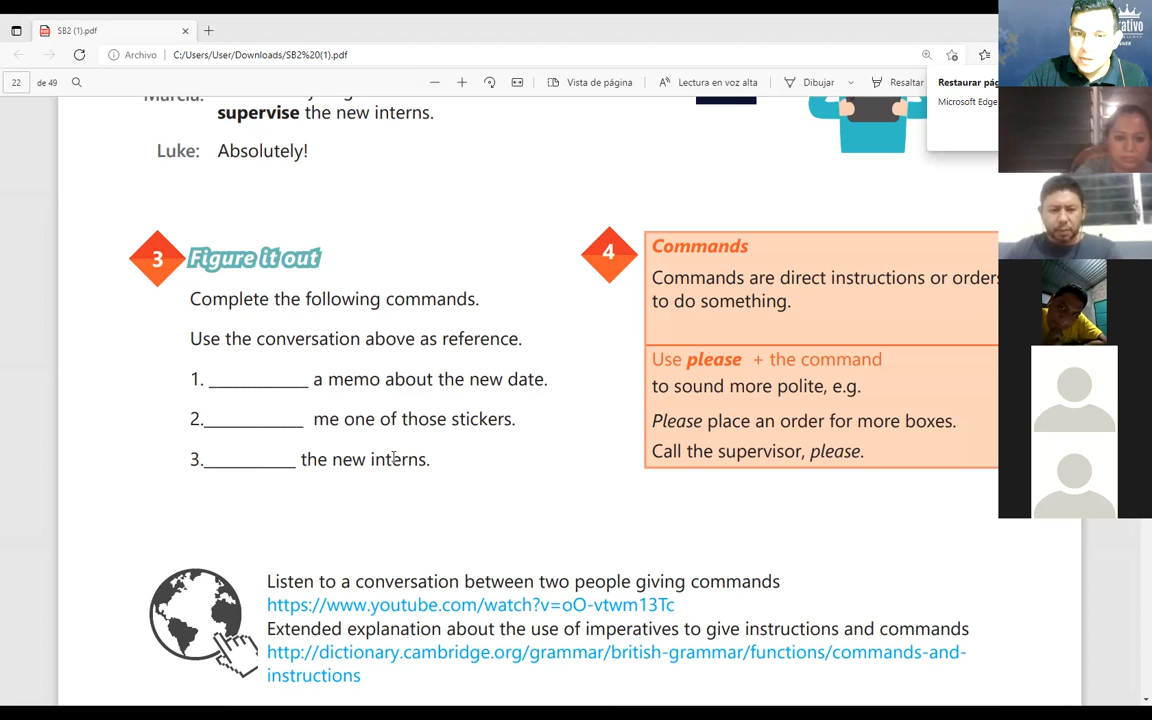 SB2 (1).pdf
Archivo
C:/Users/User/Downloads/SB2%20(1).pdf
22
de 49
Vista de página
Lectura en voz alta
Dibujar
Resaltar
Restaurar pág
Microsoft Edge
ativo
Marcia:
supervise the new interns.
Luke: Absolutely!
3
Figure it out
Complete the following commands.
Use the conversation above as reference.
1. ___________ a memo about the new date.
2.___________ me one of those stickers.
3.__________ the new interns.
4
Commands
Commands are direct instructions or orders
to do something.
Use please + the command
to sound more polite, e.g.
Please place an order for more boxes.
Call the supervisor, please.
Listen to a conversation between two people giving commands
https://www.youtube.com/watch?v=oO-vtwm13Tc
Extended explanation about the use of imperatives to give instructions and commands
http://dictionary.cambridge.org/grammar/british-grammar/functions/commands-and-
instructions